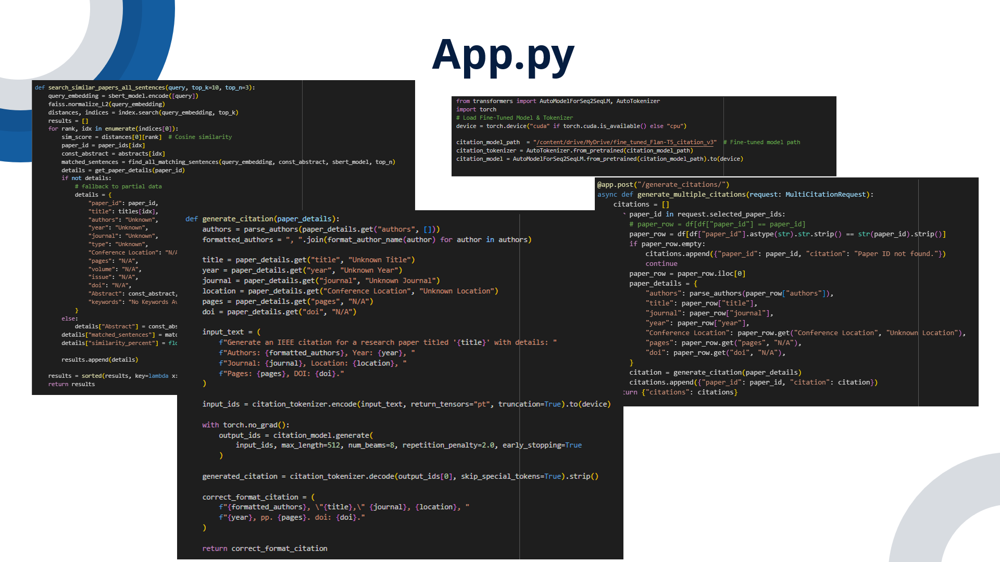 App.py
def search_similar_papers_all_sentences(query, top_k=10, top_n=3):
    query_embedding = sbert_model.encode([query])
    faiss.normalize_L2(query_embedding)
    distances, indices = index.search(query_embedding, top_k)
    results = []
    for rank, idx in enumerate(indices[0]):
        sim_score = distances[0][rank]  # Cosine similarity
        paper_id = paper_ids[idx]
        const_abstract = abstracts[idx]
        matched_sentences = find_all_matching_sentences(query_embedding, const_abstract, sbert_model, top_n)
        details = get_paper_details(paper_id)
        if not details:
            # fallback to partial data
            details = {
                "paper_id": paper_id,
                "title": titles[idx],
                "authors": "Unknown",
                "year": "Unknown",
                "journal": "Unknown",
                "type": "Unknown",
                "Conference Location": "N/A
                "pages": "N/A",
                "volume": "N/A",
                "issue": "N/A",
                "doi": "N/A",
                "Abstract": const_abstract,
                "keywords": "No Keywords Av
            }
        else:
            details["Abstract"] = const_abs
        details["matched_sentences"] = matc
        details["similarity_percent"] = flo
        results.append(details)
    results = sorted(results, key=lambda x:
    return results
from transformers import AutoModelForSeq2SeqLM, AutoTokenizer
import torch
# Load Fine-Tuned Model & Tokenizer
device = torch.device("cuda" if torch.cuda.is_available() else "cpu")
citation_model_path  = "/content/drive/MyDrive/fine_tuned_Flan-T5_citation_v3"  # Fine-tuned model path
citation_tokenizer = AutoTokenizer.from_pretrained(citation_model_path)
citation_model = AutoModelForSeq2SeqLM.from_pretrained(citation_model_path).to(device)
def generate_citation(paper_details):
    authors = parse_authors(paper_details.get("authors", []))
    formatted_authors = ", ".join(format_author_name(author) for author in authors)
    title = paper_details.get("title", "Unknown Title")
    year = paper_details.get("year", "Unknown Year")
    journal = paper_details.get("journal", "Unknown Journal")
    location = paper_details.get("Conference Location", "Unknown Location")
    pages = paper_details.get("pages", "N/A")
    doi = paper_details.get("doi", "N/A")
    input_text = (
        f"Generate an IEEE citation for a research paper titled '{title}' with details: "
        f"Authors: {formatted_authors}, Year: {year}, "
        f"Journal: {journal}, Location: {location}, "
        f"Pages: {pages}, DOI: {doi}."
    )
    input_ids = citation_tokenizer.encode(input_text, return_tensors="pt", truncation=True).to(device)
    with torch.no_grad():
        output_ids = citation_model.generate(
            input_ids, max_length=512, num_beams=8, repetition_penalty=2.0, early_stopping=True
        )
    generated_citation = citation_tokenizer.decode(output_ids[0], skip_special_tokens=True).strip()
    correct_format_citation = (
        f"{formatted_authors}, \"{title},\" {journal}, {location}, "
        f"{year}, pp. {pages}. doi: {doi}."
    )
    return correct_format_citation
@app.post("/generate_citations/")
async def generate_multiple_citations(request: MultiCitationRequest):
    citations = []
    paper_id in request.selected_paper_ids:
        # paper_row = df[df["paper_id"] == paper_id]
        paper_row = df[df["paper_id"].astype(str).str.strip() == str(paper_id).strip()]
        if paper_row.empty:
            citations.append({"paper_id": paper_id, "citation": "Paper ID not found."})
            continue
        paper_row = paper_row.iloc[0]
        paper_details = {
            "authors": parse_authors(paper_row["authors"]),
            "title": paper_row["title"],
            "journal": paper_row["journal"],
            "year": paper_row["year"],
            "Conference Location": paper_row.get("Conference Location", "Unknown Location"),
            "pages": paper_row.get("pages", "N/A"),
            "doi": paper_row.get("doi", "N/A"),
        }
        citation = generate_citation(paper_details)
        citations.append({"paper_id": paper_id, "citation": citation})
    turn {"citations": citations}